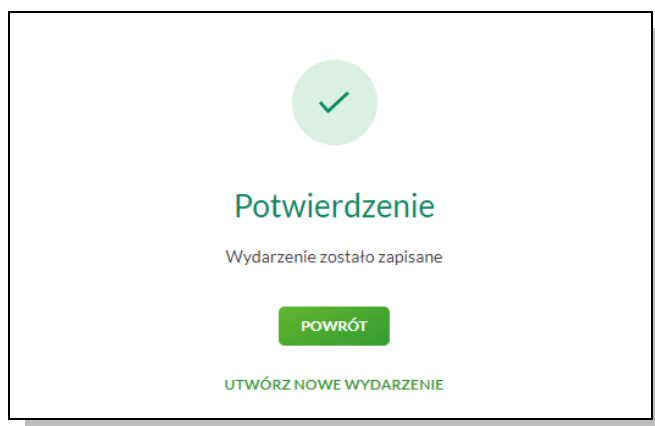 Potwierdzenie
Wydarzenie zostało zapisane
POWRÓT
UTWÓRZ NOWE WYDARZENIE